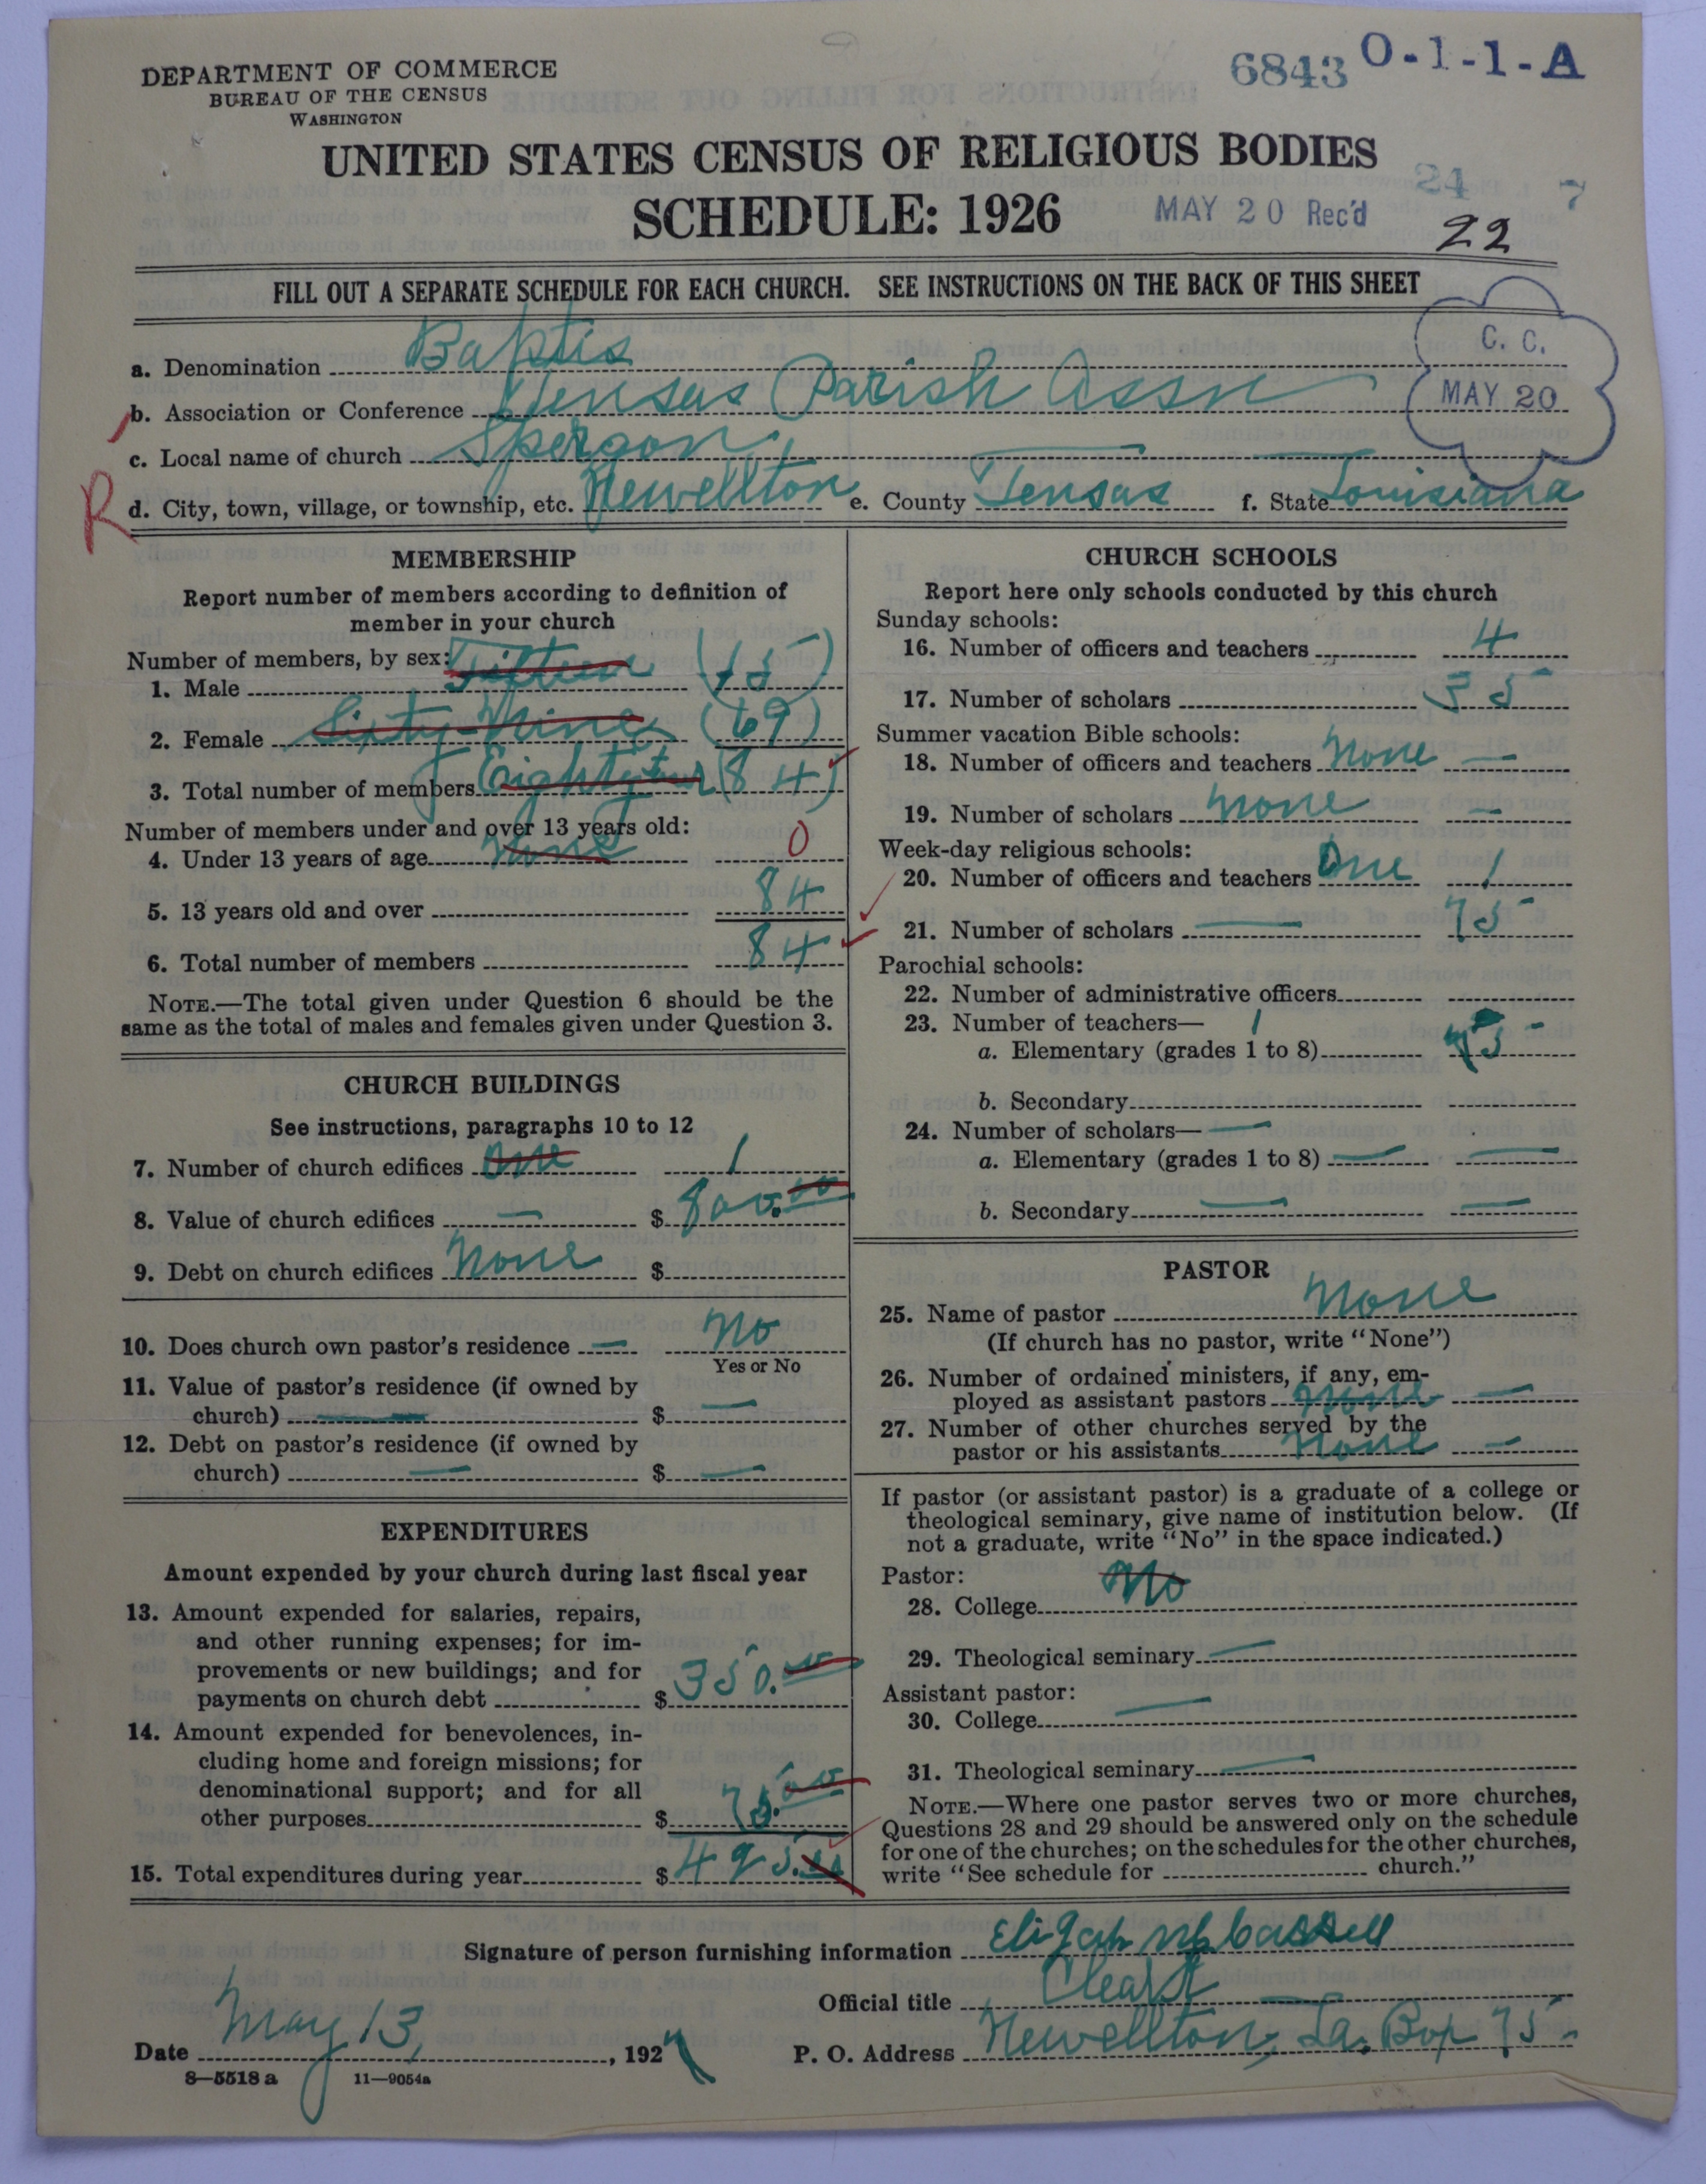 DEPARTMENT OF COMMERCE
BUREAU OF THE CENSUS
WASHINGTON
6843 O-1-1-A
UNITED STATES CENSUS OF RELIGIOUS BODIES
SCHEDULE: 1926
24 7
MAY 20 Rec'd
22
FILL OUT A SEPARATE SCHEDULE FOR EACH CHURCH. SEE INSTRUCTIONS ON THE BACK OF THIS SHEET
C. C.
MAY 20
a. Denomination Baptis
b. Association or Conference Tensas Parish Assn
c. Local name of church Spergon
R
d. City, town, village, or township, etc. Newellton e. County Tensas f. State Louisiana
MEMBERSHIP
Report number of members according to definition of
member in your church
Number of members, by sex:
1. Male Fifteen (15)
2. Female Sixty-Nine (69)
3. Total number of members Eighty four (84)
Number of members under and over 13 years old:
4. Under 13 years of age None 0
5. 13 years old and over 84
6. Total number of members 84
NOTE.—The total given under Question 6 should be the
same as the total of males and females given under Question 3.
CHURCH BUILDINGS
See instructions, paragraphs 10 to 12
7. Number of church edifices One 1
8. Value of church edifices — $ 800.00
9. Debt on church edifices None $
10. Does church own pastor's residence — No
Yes or No
11. Value of pastor's residence (if owned by
church) — $ —
12. Debt on pastor's residence (if owned by
church) — $ —
EXPENDITURES
Amount expended by your church during last fiscal year
13. Amount expended for salaries, repairs,
and other running expenses; for im-
provements or new buildings; and for
payments on church debt $ 350.00
14. Amount expended for benevolences, in-
cluding home and foreign missions; for
denominational support; and for all
other purposes $ 75.00
15. Total expenditures during year $ 425.00
CHURCH SCHOOLS
Report here only schools conducted by this church
Sunday schools:
16. Number of officers and teachers 4
17. Number of scholars 35
Summer vacation Bible schools:
18. Number of officers and teachers None —
19. Number of scholars None —
Week-day religious schools:
20. Number of officers and teachers One 1
21. Number of scholars — 75
Parochial schools:
22. Number of administrative officers
23. Number of teachers— 1
a. Elementary (grades 1 to 8) 75 -
b. Secondary
24. Number of scholars— —
a. Elementary (grades 1 to 8) — —
b. Secondary — —
PASTOR
25. Name of pastor None
(If church has no pastor, write "None")
26. Number of ordained ministers, if any, em-
ployed as assistant pastors None —
27. Number of other churches served by the
pastor or his assistants None —
If pastor (or assistant pastor) is a graduate of a college or
theological seminary, give name of institution below. (If
not a graduate, write "No" in the space indicated.)
Pastor:
28. College No
29. Theological seminary —
Assistant pastor:
30. College —
31. Theological seminary —
NOTE.—Where one pastor serves two or more churches,
Questions 28 and 29 should be answered only on the schedule
for one of the churches; on the schedules for the other churches,
write "See schedule for church."
Signature of person furnishing information Eligah
Official title Cleark
Date May 13, 1927 P. O. Address Newellton, La. Box 75
8—5518 a 11—9054a